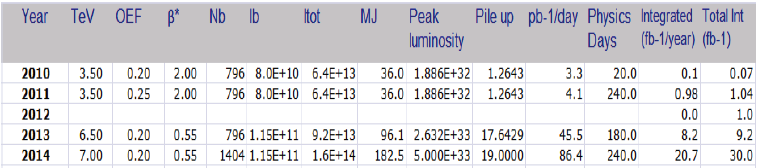 Year TeV OEF β* Nb Ib Itot MJ Peak luminosity Pile up pb-1/day Physics Days Integrated (fb-1/year) Total Int (fb-1)
2010 3.50 0.20 2.00 796 8.0E+10 6.4E+13 36.0 1.886E+32 1.2643 3.3 20.0 0.1 0.07
2011 3.50 0.25 2.00 796 8.0E+10 6.4E+13 36.0 1.886E+32 1.2643 4.1 240.0 0.98 1.04
2012 0.0 1.0
2013 6.50 0.20 0.55 796 1.15E+11 9.2E+13 96.1 2.632E+33 17.6429 45.5 180.0 8.2 9.2
2014 7.00 0.20 0.55 1404 1.15E+11 1.6E+14 182.5 5.000E+33 19.0000 86.4 240.0 20.7 30.0